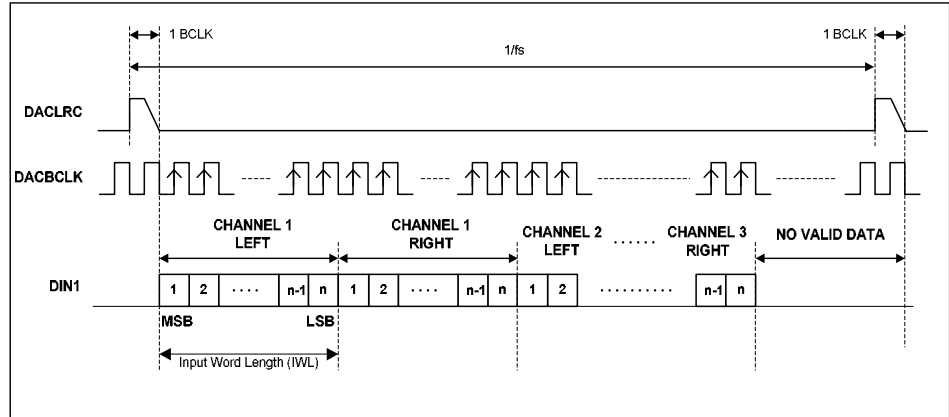 1 BCLK 1 BCLK
1/fs
DACLRC
DACBCLK
CHANNEL 1 LEFT
CHANNEL 1 RIGHT
CHANNEL 2 LEFT
CHANNEL 3 RIGHT
NO VALID DATA
DIN1 1 2 n-1 n 1 2 n-1 n 1 2 n-1 n
MSB LSB
Input Word Length (IWL)